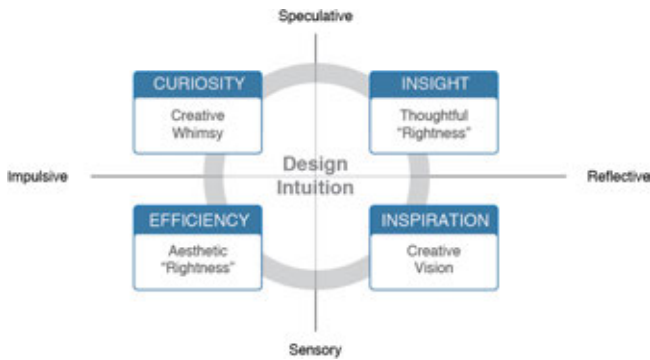 Speculative
CURIOSITY
Creative
Whimsy
INSIGHT
Thoughtful
"Rightness"
Impulsive
Design
Intuition
Reflective
EFFICIENCY
Aesthetic
"Rightness"
INSPIRATION
Creative
Vision
Sensory